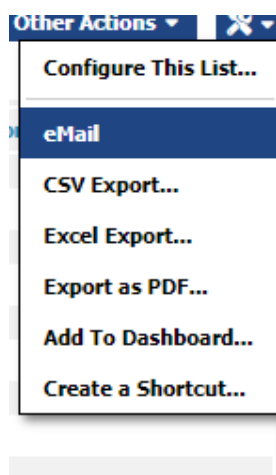 Other Actions
Configure This List...
eMail
CSV Export...
Excel Export...
Export as PDF...
Add To Dashboard...
Create a Shortcut...